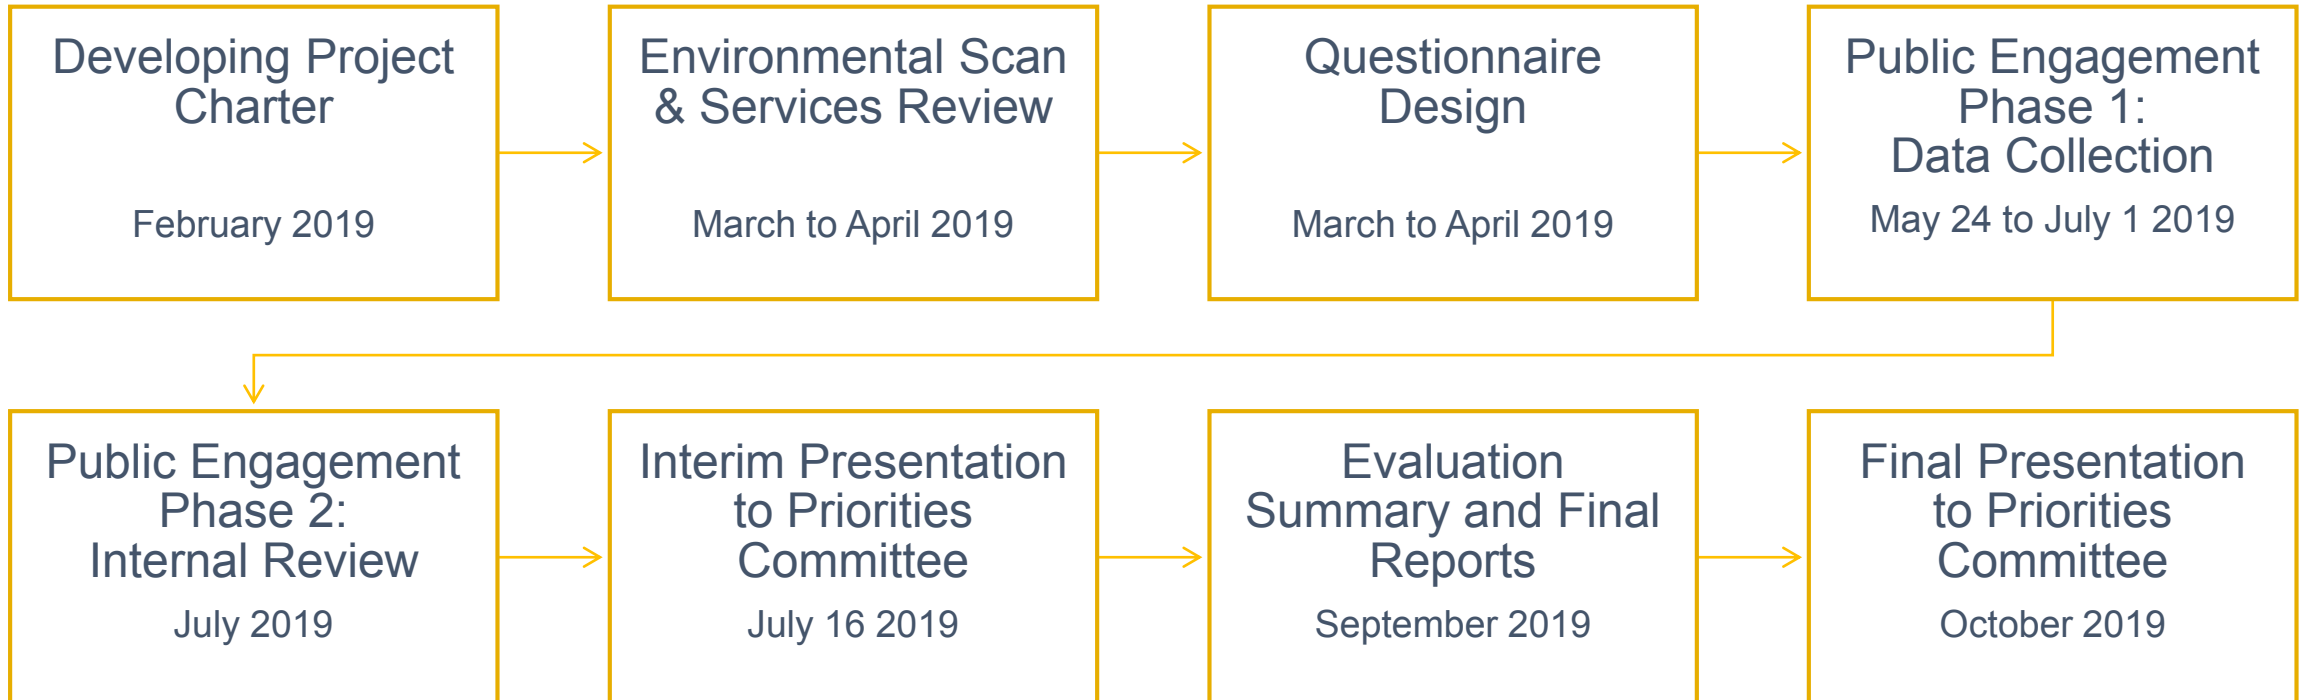 Developing Project
Charter
February 2019
Environmental Scan
& Services Review
March to April 2019
Questionnaire
Design
March to April 2019
Public Engagement
Phase 1:
Data Collection
May 24 to July 1 2019
Public Engagement
Phase 2:
Internal Review
July 2019
Interim Presentation
to Priorities
Committee
July 16 2019
Evaluation
Summary and Final
Reports
September 2019
Final Presentation
to Priorities
Committee
October 2019